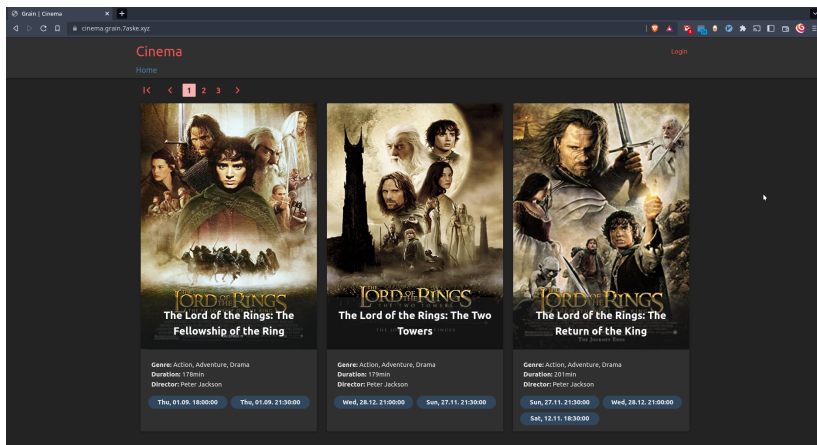 Grain | Cinema
cinema.grain.7aske.xyz
Cinema
Login
Home
1 2 3
THE LORD OF THE RINGS
The Lord of the Rings: The
Fellowship of the Ring
Genre: Action, Adventure, Drama
Duration: 178min
Director: Peter Jackson
Thu, 01.09. 18:00:00 Thu, 01.09. 21:30:00
THE LORD OF THE RINGS
THE TWO TOWERS
The Lord of the Rings: The Two
Towers
Genre: Action, Adventure, Drama
Duration: 179min
Director: Peter Jackson
Wed, 28.12. 21:00:00 Sun, 27.11. 21:30:00
THE LORD OF THE RINGS
The Lord of the Rings: The
Return of the King
Genre: Action, Adventure, Drama
Duration: 201min
Director: Peter Jackson
Sun, 27.11. 21:30:00 Wed, 28.12. 21:00:00
Sat, 12.11. 18:30:00